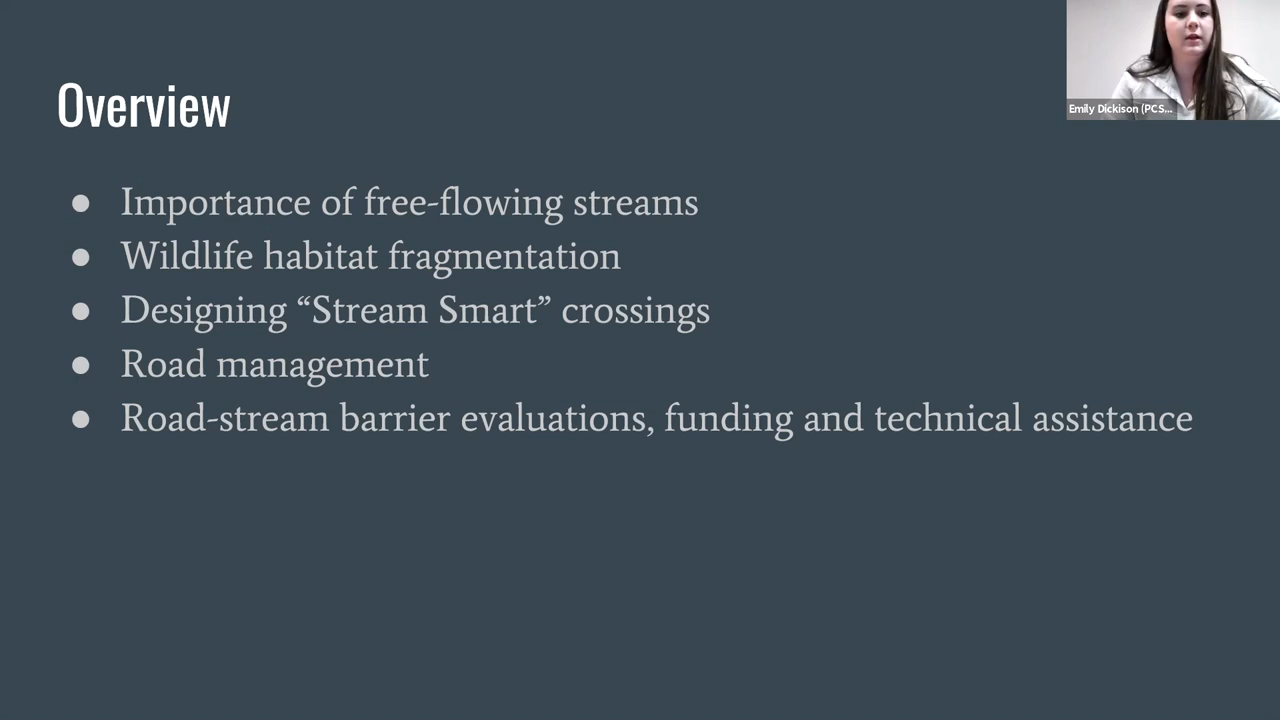 Overview
Emily Dickison (PCS...
● Importance of free-flowing streams
● Wildlife habitat fragmentation
● Designing “Stream Smart” crossings
● Road management
● Road-stream barrier evaluations, funding and technical assistance